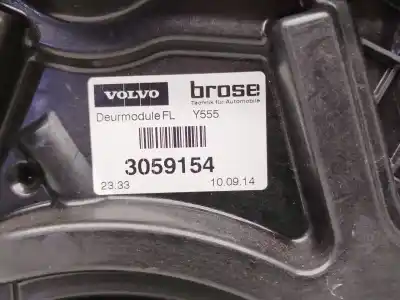 VOLVO brose
Technik für Automobile
Deurmodule FL Y555
3059154
23:33 10.09.14